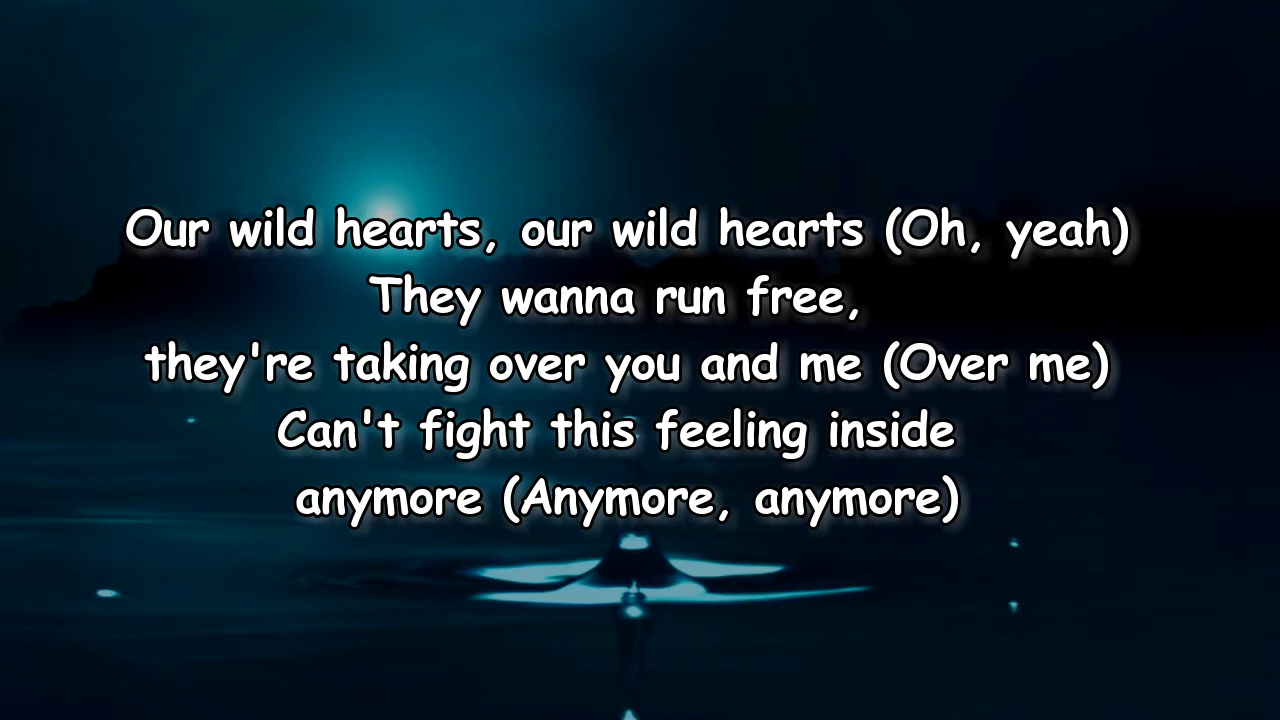 Our wild hearts, our wild hearts (Oh, yeah)
They wanna run free,
they're taking over you and me (Over me)
Can't fight this feeling inside
anymore (Anymore, anymore)